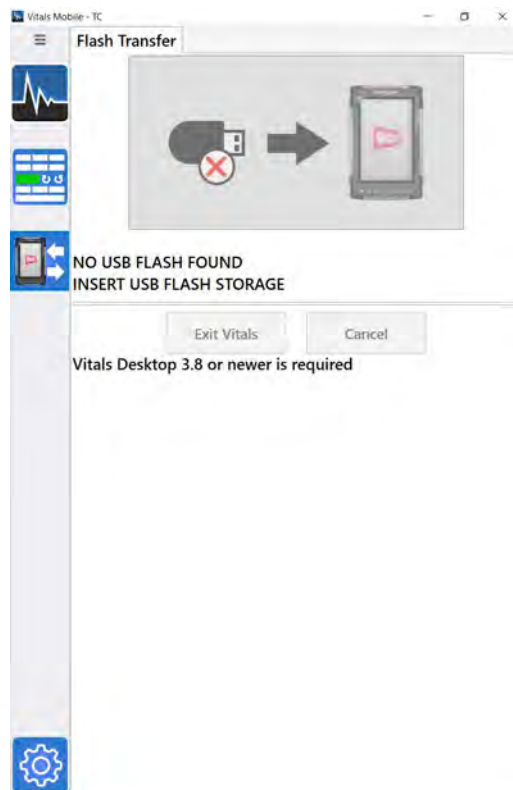 Vitals Mobile - TC
Flash Transfer
NO USB FLASH FOUND
INSERT USB FLASH STORAGE
Exit Vitals
Cancel
Vitals Desktop 3.8 or newer is required